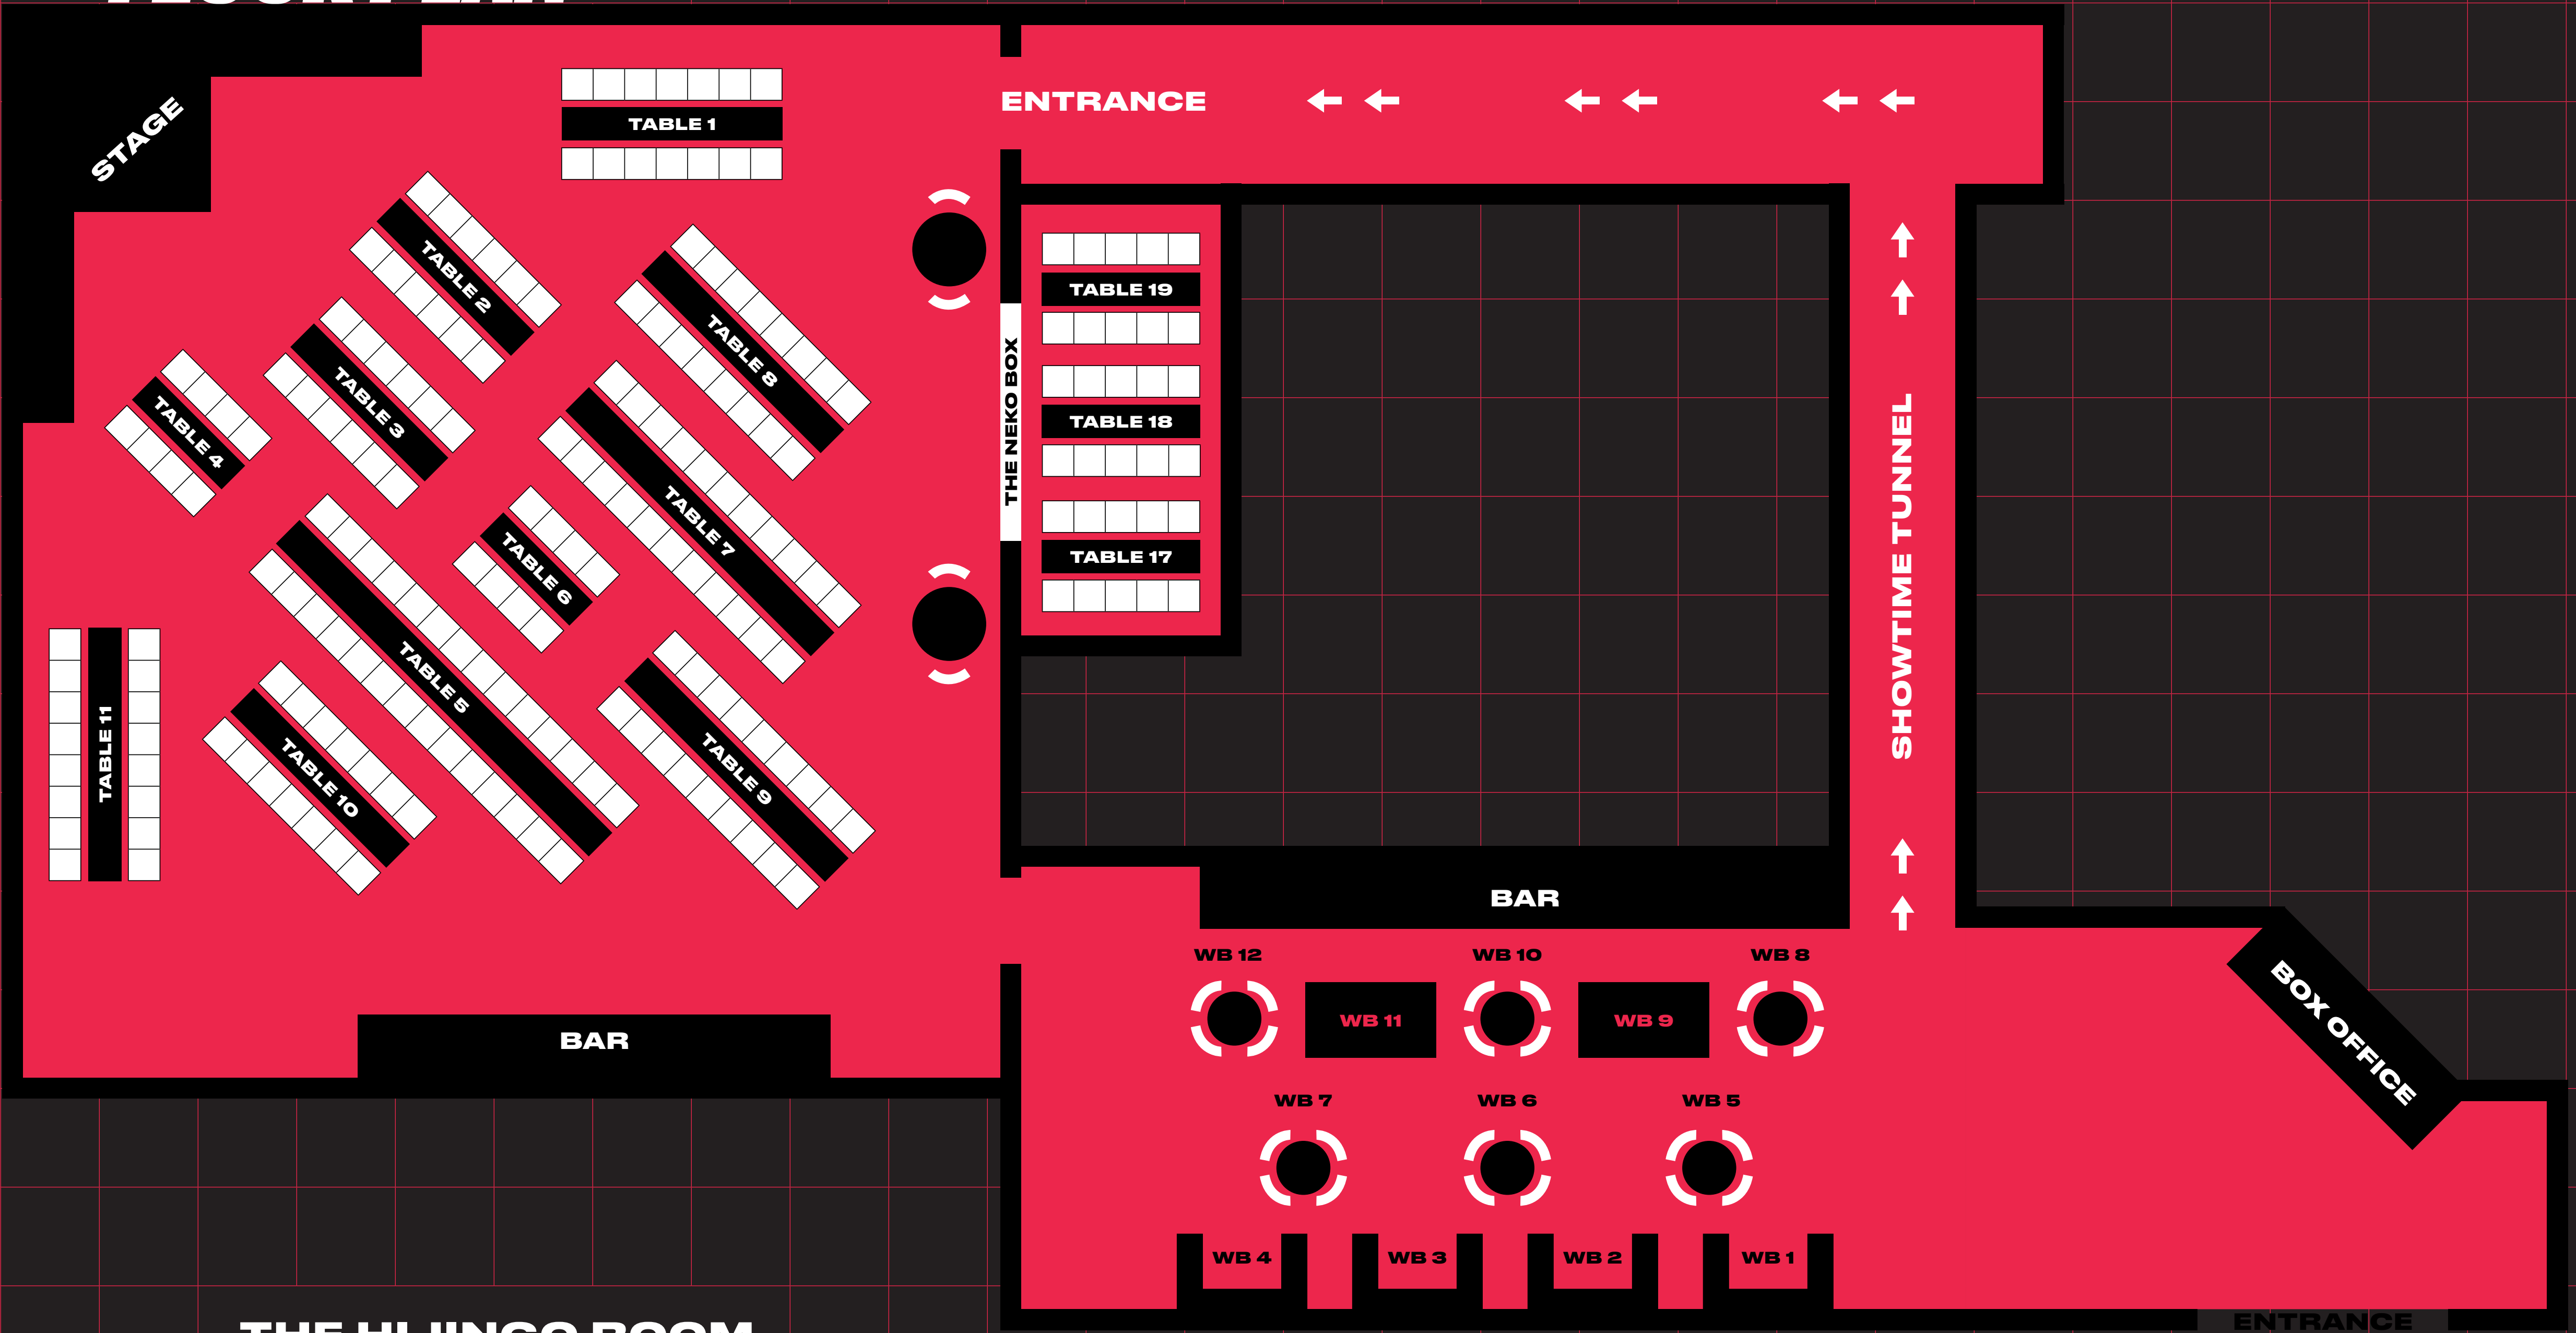 STAGE
TABLE 1
ENTRANCE
TABLE 2
TABLE 8
TABLE 19
TABLE 3
TABLE 4
THE NEKO BOX
TABLE 18
TABLE 7
TABLE 6
TABLE 17
SHOWTIME TUNNEL
TABLE 5
TABLE 11
TABLE 10
TABLE 9
BAR
BAR
WB 12
WB 10
WB 8
WB 11
WB 9
BOX OFFICE
WB 7
WB 6
WB 5
WB 4
WB 3
WB 2
WB 1
ENTRANCE
THE HIJINGO ROOM